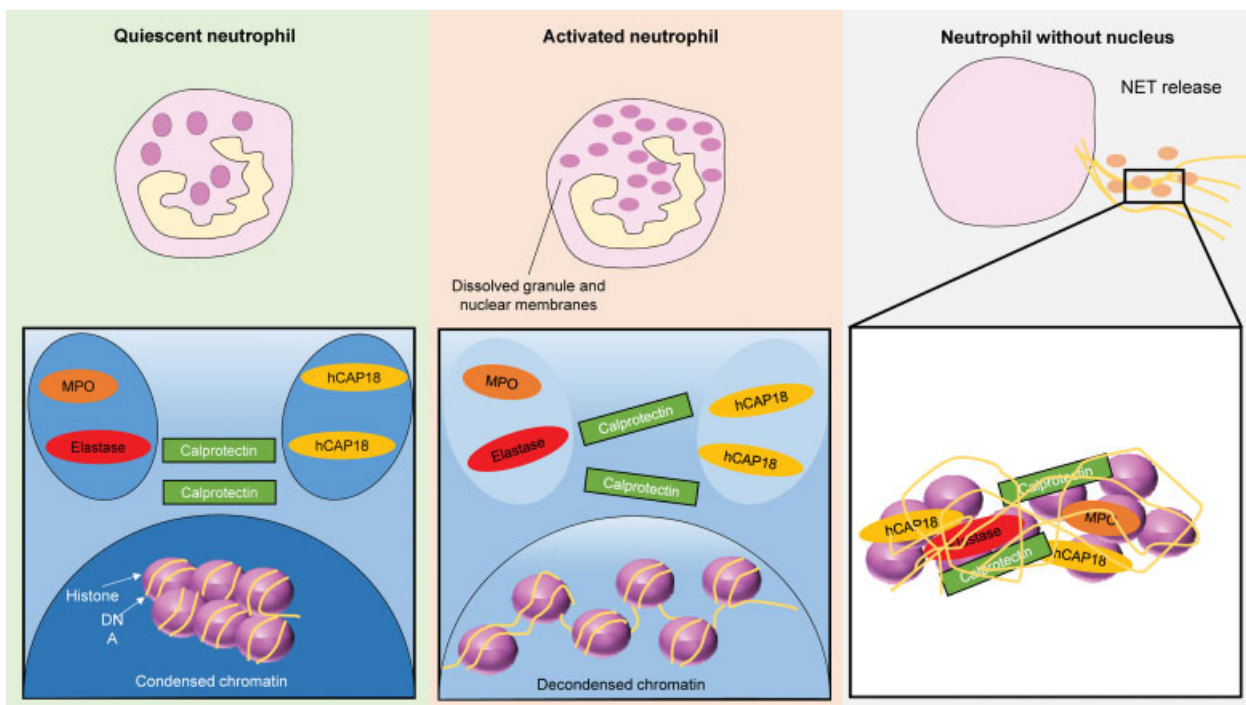 Quiescent neutrophil
Activated neutrophil
Neutrophil without nucleus
NET release
Dissolved granule and
nuclear membranes
MPO
hCAP18
Elastase
Calprotectin
hCAP18
Calprotectin
Histone
DN
A
Condensed chromatin
MPO
Calprotectin
hCAP18
Elastase
hCAP18
Calprotectin
Decondensed chromatin
Calprotectin
hCAP18
MPO
Elastase
Calprotectin
hCAP18